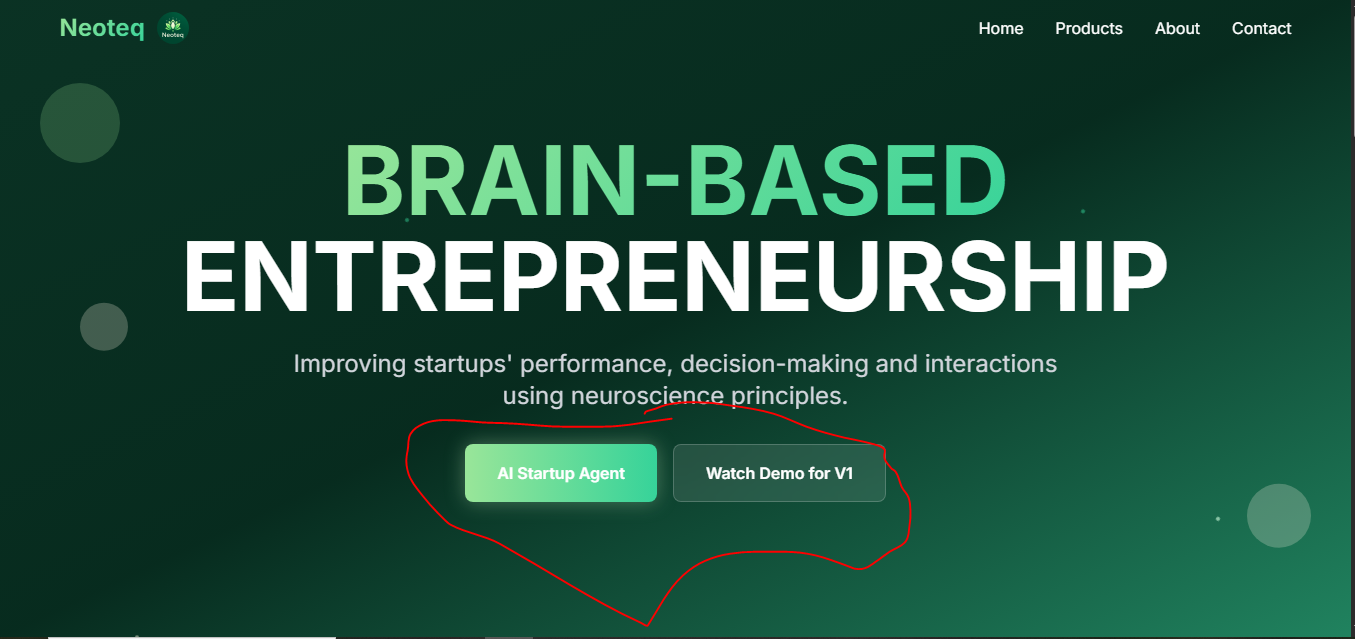 Neoteq
Neoteq
Home Products About Contact
BRAIN-BASED
ENTREPRENEURSHIP
Improving startups' performance, decision-making and interactions
using neuroscience principles.
AI Startup Agent
Watch Demo for V1